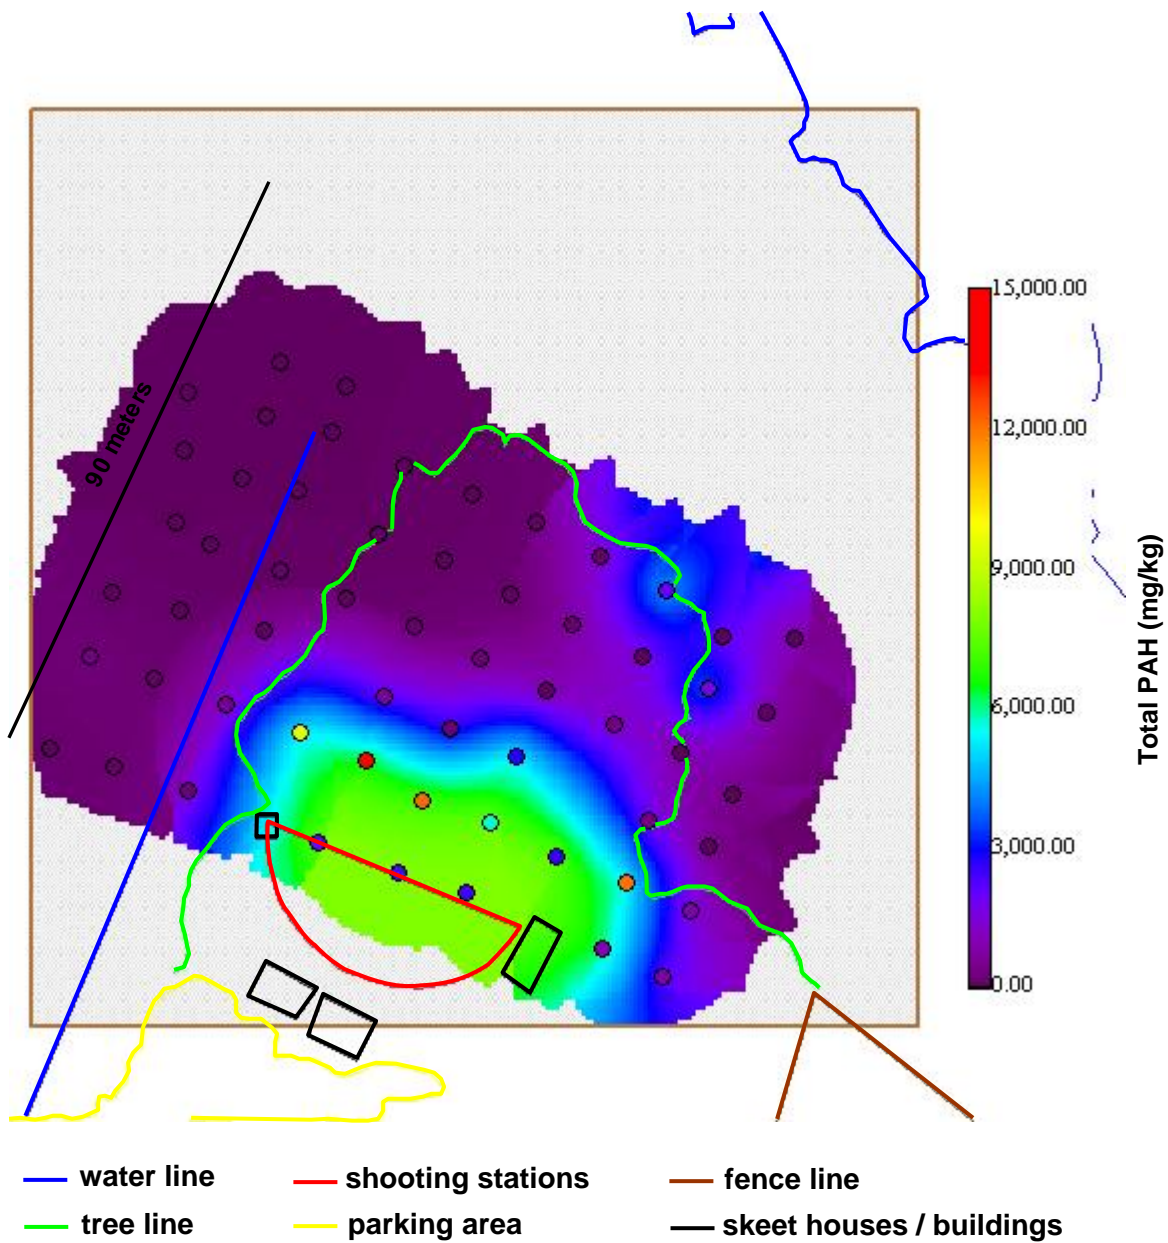 90 meters
15,000.00
12,000.00
9,000.00
6,000.00
3,000.00
0.00
Total PAH (mg/kg)
water line
shooting stations
fence line
tree line
parking area
skeet houses / buildings